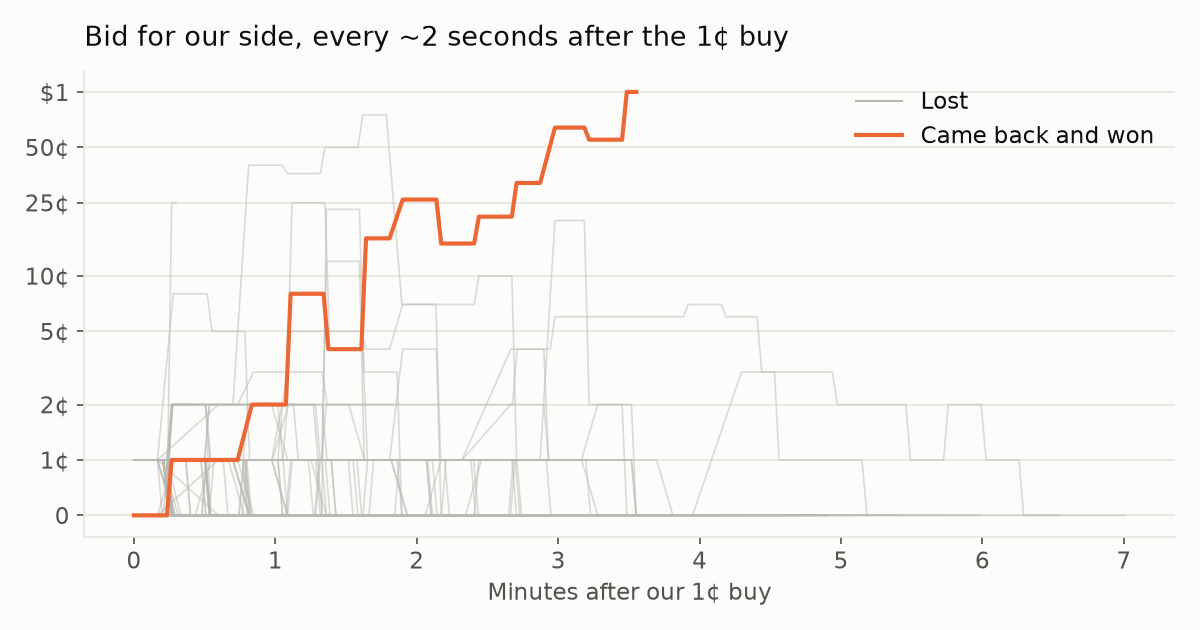 Bid for our side, every ~2 seconds after the 1¢ buy
$1
50¢
25¢
10¢
5¢
2¢
1¢
0
Lost
Came back and won
0 1 2 3 4 5 6 7
Minutes after our 1¢ buy